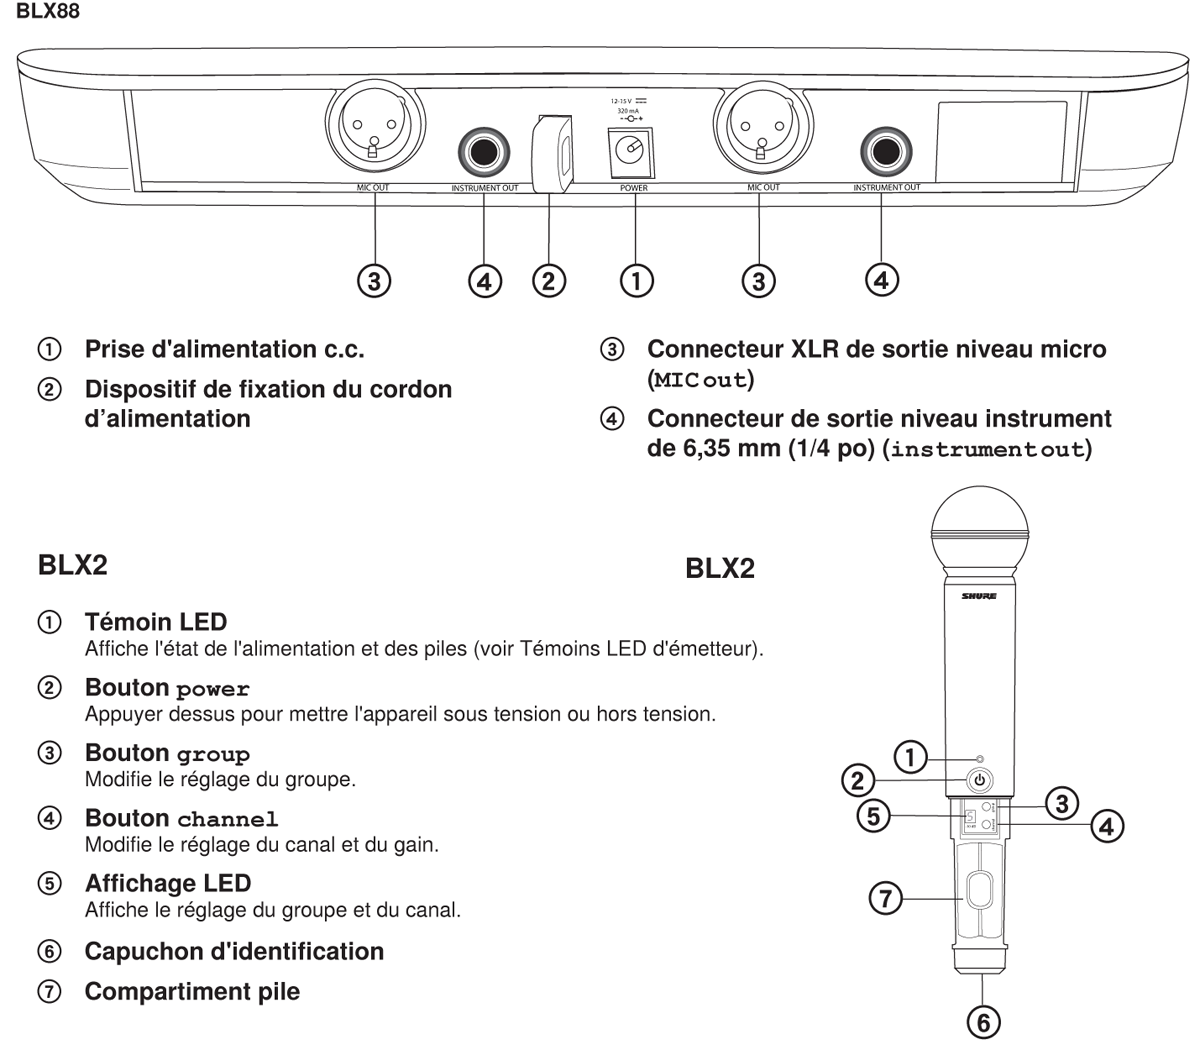 BLX88
12-15 V
320 mA
- +
MIC OUT INSTRUMENT OUT POWER MIC OUT INSTRUMENT OUT
3 4 2 1 3 4
1 Prise d'alimentation c.c.
2 Dispositif de fixation du cordon
d’alimentation
3 Connecteur XLR de sortie niveau micro
(MIC out)
4 Connecteur de sortie niveau instrument
de 6,35 mm (1/4 po) (instrument out)
BLX2
1 Témoin LED
Affiche l'état de l'alimentation et des piles (voir Témoins LED d'émetteur).
2 Bouton power
Appuyer dessus pour mettre l'appareil sous tension ou hors tension.
3 Bouton group
Modifie le réglage du groupe.
4 Bouton channel
Modifie le réglage du canal et du gain.
5 Affichage LED
Affiche le réglage du groupe et du canal.
6 Capuchon d'identification
7 Compartiment pile
BLX2
SHURE
1
2
3
5
4
7
6